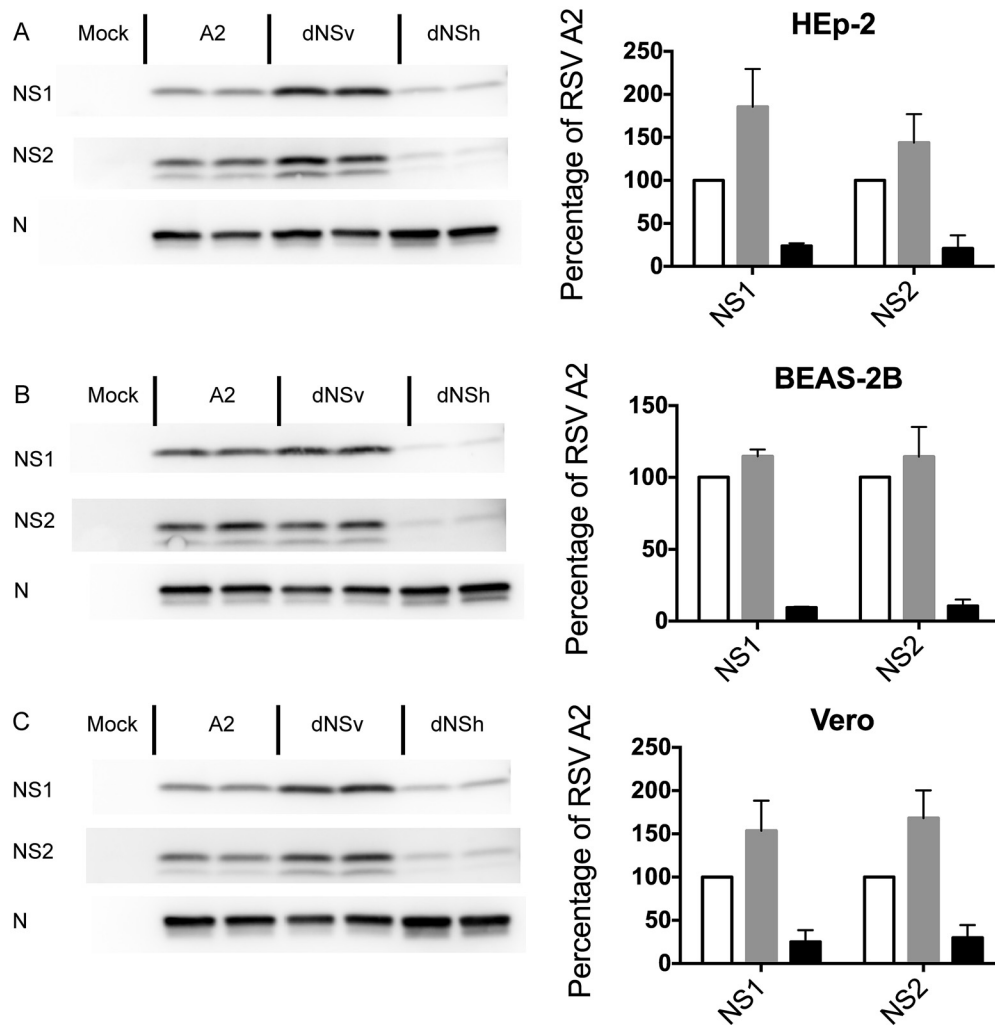 A Mock A2 dNSv dNSh
NS1
NS2
N
HEp-2
Percentage of RSV A2
250
200
150
100
50
0
NS1 NS2
B Mock A2 dNSv dNSh
NS1
NS2
N
BEAS-2B
Percentage of RSV A2
150
100
50
0
NS1 NS2
C Mock A2 dNSv dNSh
NS1
NS2
N
Vero
Percentage of RSV A2
250
200
150
100
50
0
NS1 NS2